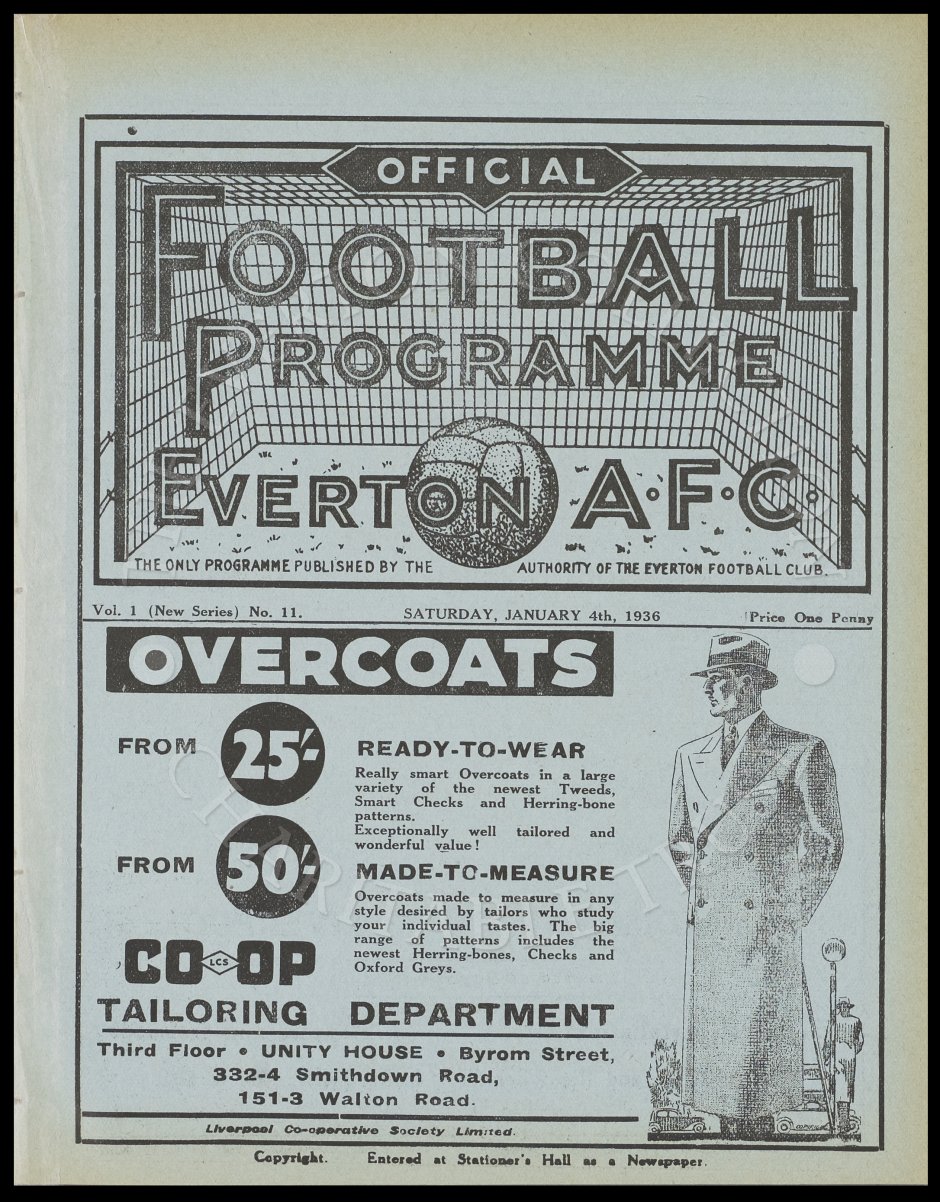 OFFICIAL
FOOTBALL
PROGRAMME
EVERTON A.F.C.
THE ONLY PROGRAMME PUBLISHED BY THE AUTHORITY OF THE EVERTON FOOTBALL CLUB.
Vol. 1 (New Series) No. 11. SATURDAY, JANUARY 4th, 1936 Price One Penny
OVERCOATS
FROM 25/-
READY-TO-WEAR
Really smart Overcoats in a large
variety of the newest Tweeds,
Smart Checks and Herring-bone
patterns.
Exceptionally well tailored and
wonderful value!
FROM 50/-
MADE-TO-MEASURE
Overcoats made to measure in any
style desired by tailors who study
your individual tastes. The big
range of patterns includes the
newest Herring-bones, Checks and
Oxford Greys.
CO LCS OP
TAILORING DEPARTMENT
Third Floor • UNITY HOUSE • Byrom Street,
332-4 Smithdown Road,
151-3 Walton Road.
Liverpool Co-operative Society Limited.
Copyright. Entered at Stationer's Hall as a Newspaper.